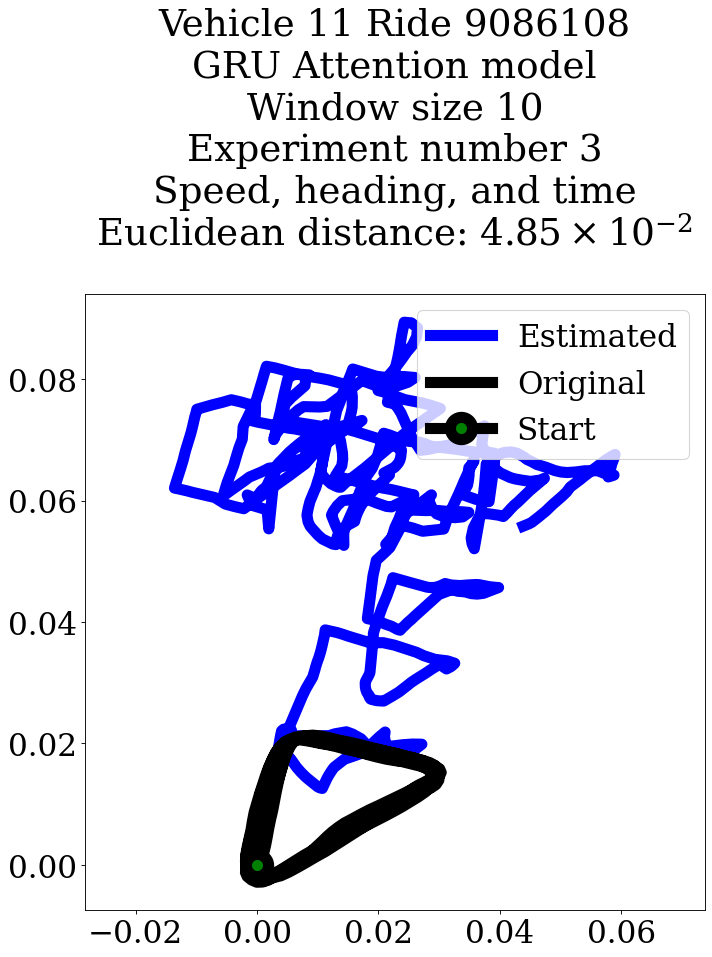 Vehicle 11 Ride 9086108
GRU Attention model
Window size 10
Experiment number 3
Speed, heading, and time
Euclidean distance: 4.85 × 10⁻²
Estimated
Original
Start
0.08
0.06
0.04
0.02
0.00
−0.02 0.00 0.02 0.04 0.06